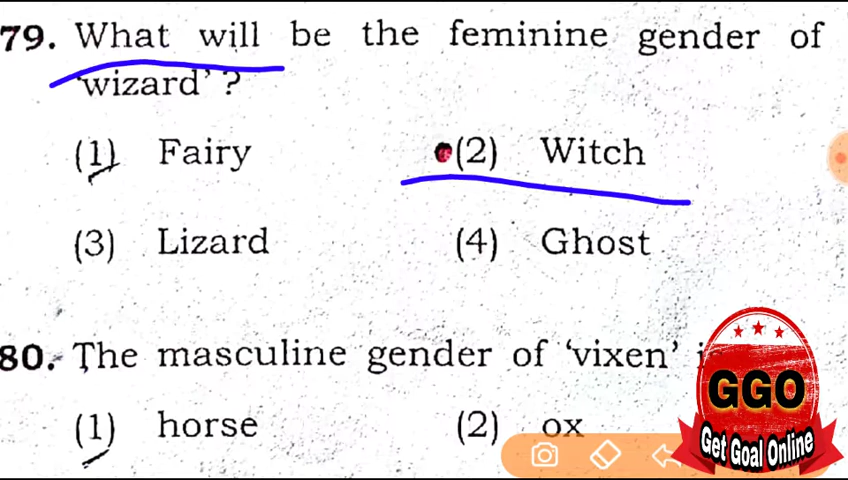 79. What will be the feminine gender of
'wizard' ?
(1) Fairy (2) Witch
(3) Lizard (4) Ghost
80. The masculine gender of 'vixen'
(1) horse (2) ox
GGO
Get Goal Online